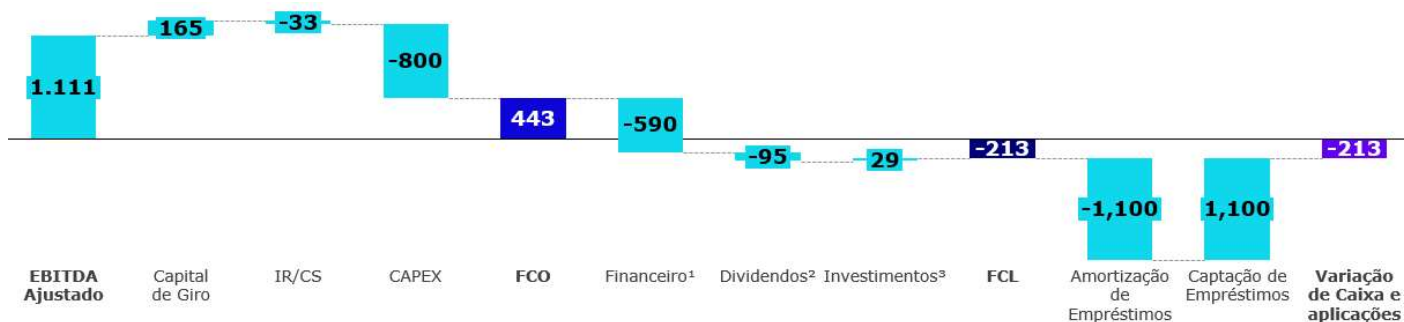 1.111
165
-33
-800
443
-590
-95
29
-213
-1,100
1,100
-213
EBITDA
Ajustado
Capital
de Giro
IR/CS
CAPEX
FCO
Financeiro¹
Dividendos²
Investimentos³
FCL
Amortização
de
Empréstimos
Captação de
Empréstimos
Variação
de Caixa e
aplicações